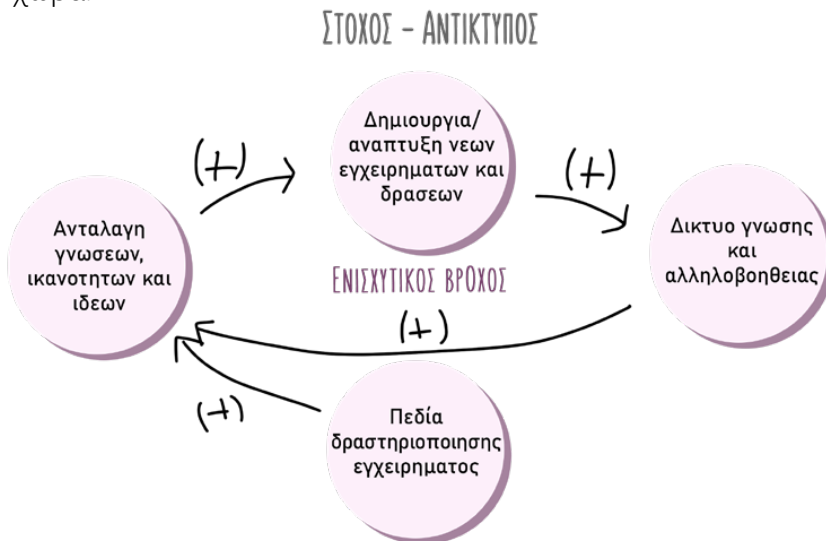 ΣΤΟΧΟΣ – ΑΝΤΙΚΤΥΠΟΣ
(+)
Δημιουργια/
αναπτυξη νεων
εγχειρηματων και
δρασεων
(+)
Ανταλαγη
γνωσεων,
ικανοτητων και
ιδεων
ΕΝΙΣΧΥΤΙΚΟΣ ΒΡΟΧΟΣ
Δικτυο γνωσης
και
αλληλοβοηθειας
(+)
(+)
Πεδία
δραστηριοποιησης
εγχειρηματος